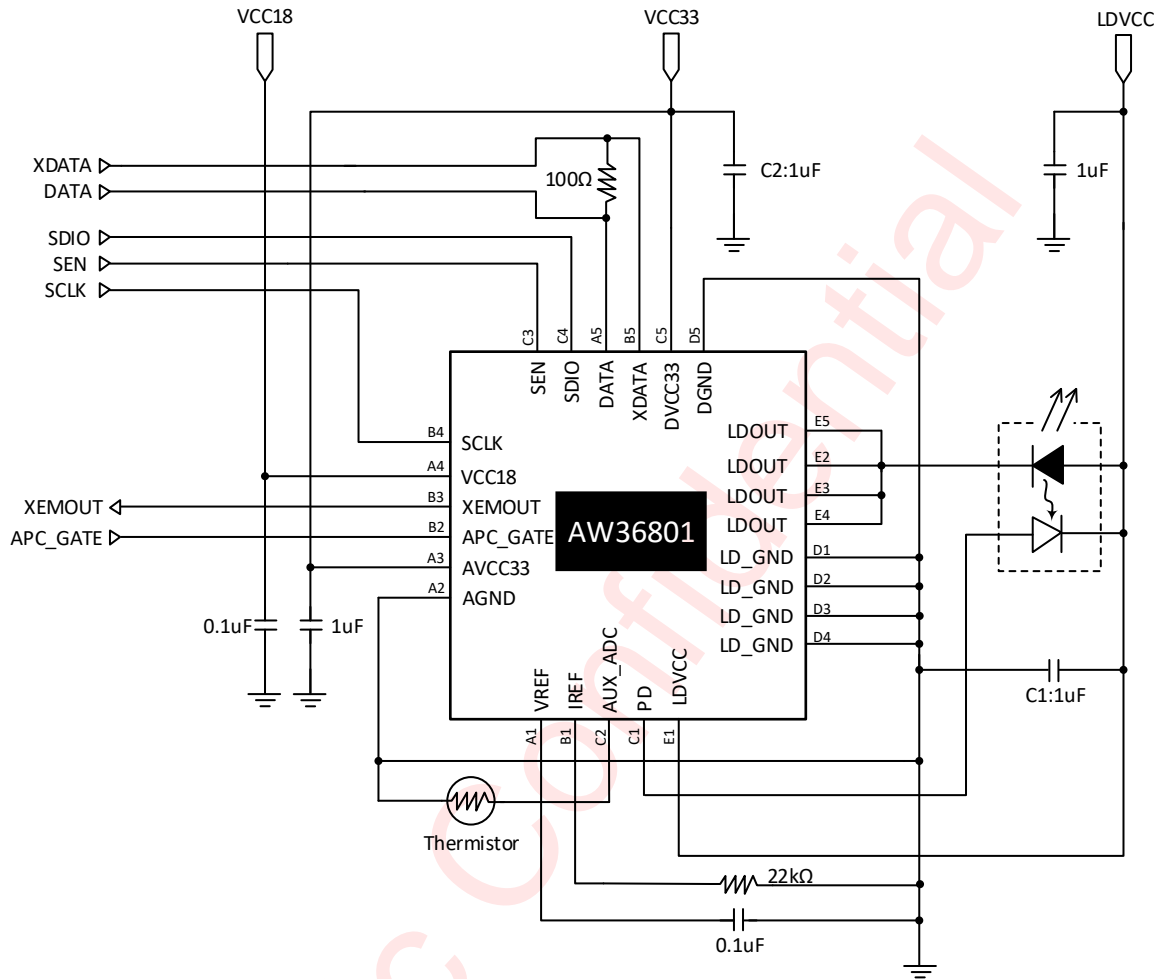 VCC18
VCC33
LDVCC
XDATA
DATA
100Ω
C2:1uF
1uF
SDIO
SEN
SCLK
C3
C4
A5
B5
C5
D5
SEN
SDIO
DATA
XDATA
DVCC33
DGND
B4
SCLK
A4
VCC18
XEMOUT
B3
XEMOUT
APC_GATE
B2
APC_GATE
A3
AVCC33
A2
AGND
AW36801
LDOUT
E5
LDOUT
E2
LDOUT
E3
LDOUT
E4
LD_GND
D1
LD_GND
D2
LD_GND
D3
LD_GND
D4
0.1uF
1uF
VREF
IREF
AUX_ADC
PD
LDVCC
A1
B1
C2
C1
E1
C1:1uF
Thermistor
22kΩ
0.1uF
c Confidential